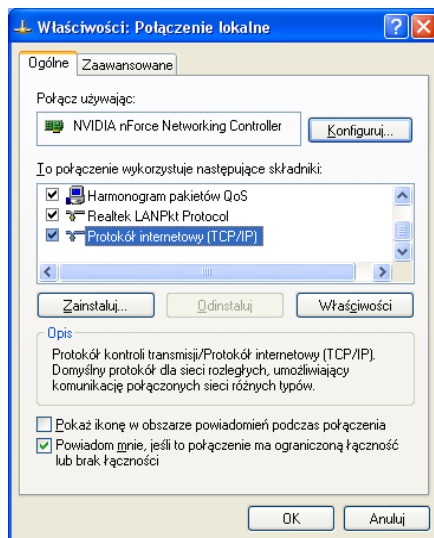 Właściwości: Połączenie lokalne
Ogólne
Zaawansowane
Połącz używając:
NVIDIA nForce Networking Controller
Konfiguruj...
To połączenie wykorzystuje następujące składniki:
Harmonogram pakietów QoS
Realtek LANPkt Protocol
Protokół internetowy (TCP/IP)
Zainstaluj...
Odinstaluj
Właściwości
Opis
Protokół kontroli transmisji/Protokół internetowy (TCP/IP).
Domyślny protokół dla sieci rozległych, umożliwiający
komunikację połączonych sieci różnych typów.
Pokaż ikonę w obszarze powiadomień podczas połączenia
Powiadom mnie, jeśli to połączenie ma ograniczoną łączność
lub brak łączności
OK
Anuluj